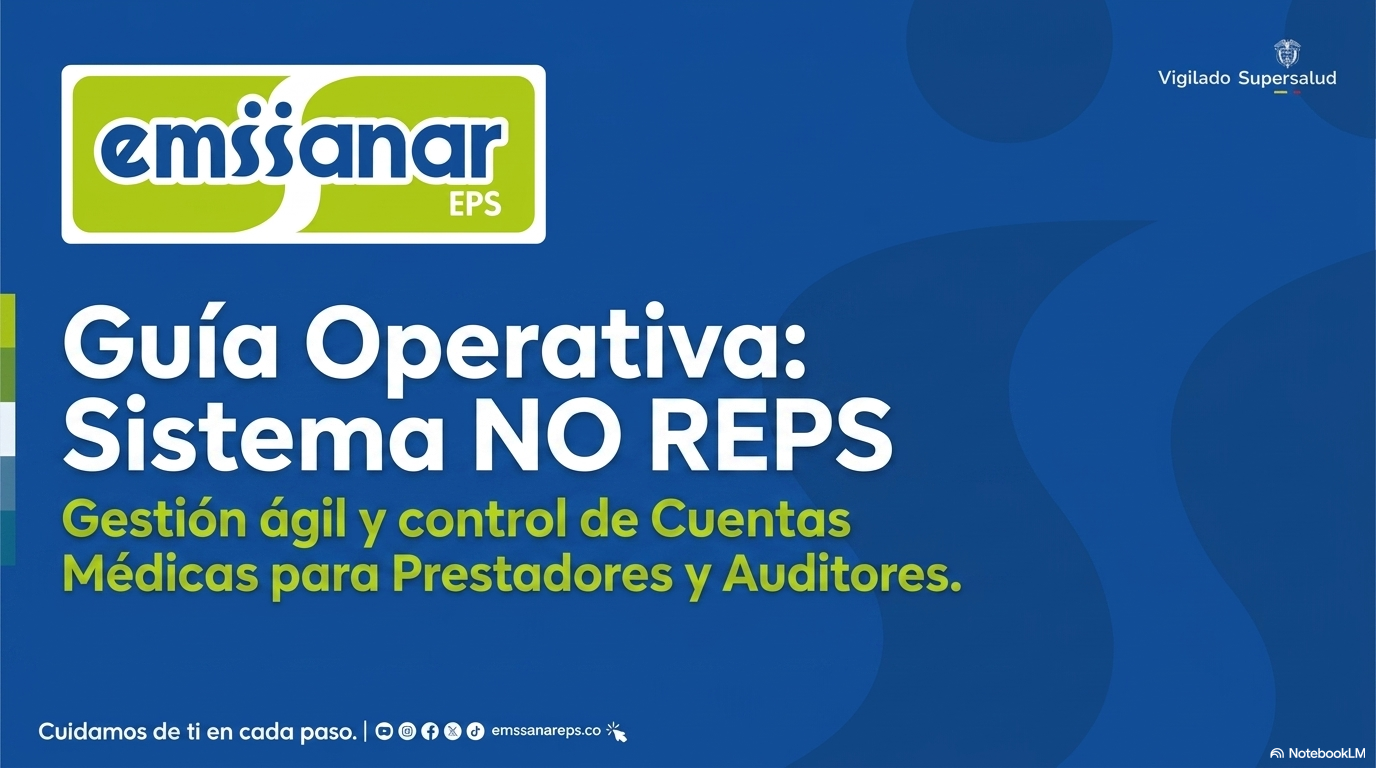 emssanar
EPS
Vigilado Supersalud
Guía Operativa:
Sistema NO REPS
Gestión ágil y control de Cuentas
Médicas para Prestadores y Auditores.
Cuidamos de ti en cada paso. | emssanareps.co
NotebookLM